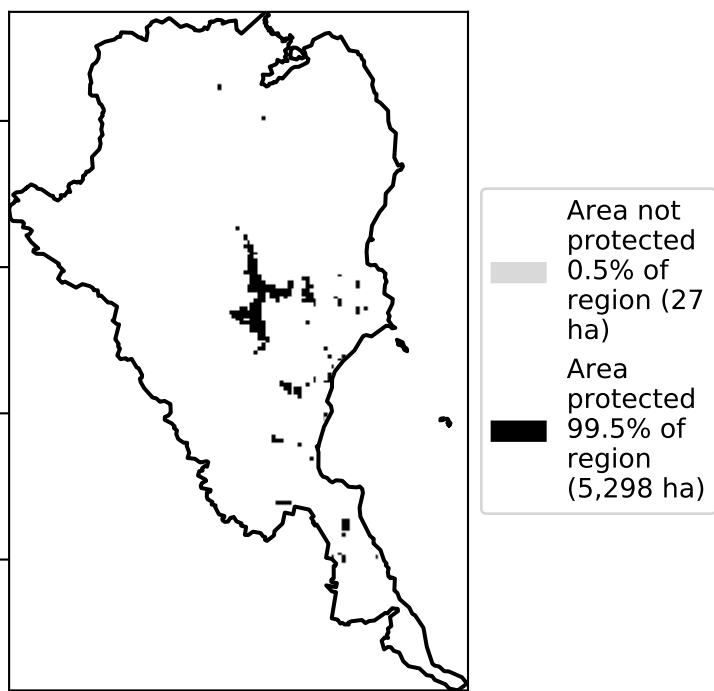 Area not
protected
0.5% of
region (27
ha)
Area
protected
99.5% of
region
(5,298 ha)